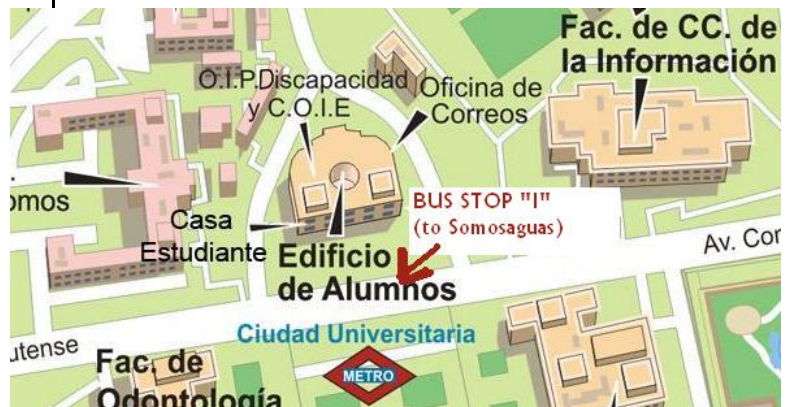 Fac. de CC. de
la Información
O.I.P.Discapacidad
y C.O.I.E
Oficina de
Correos
omos
Casa
Estudiante
BUS STOP "I"
(to Somosaguas)
Edificio
de Alumnos
Av. Cor
utense
Ciudad Universitaria
METRO
Fac. de
Odontología